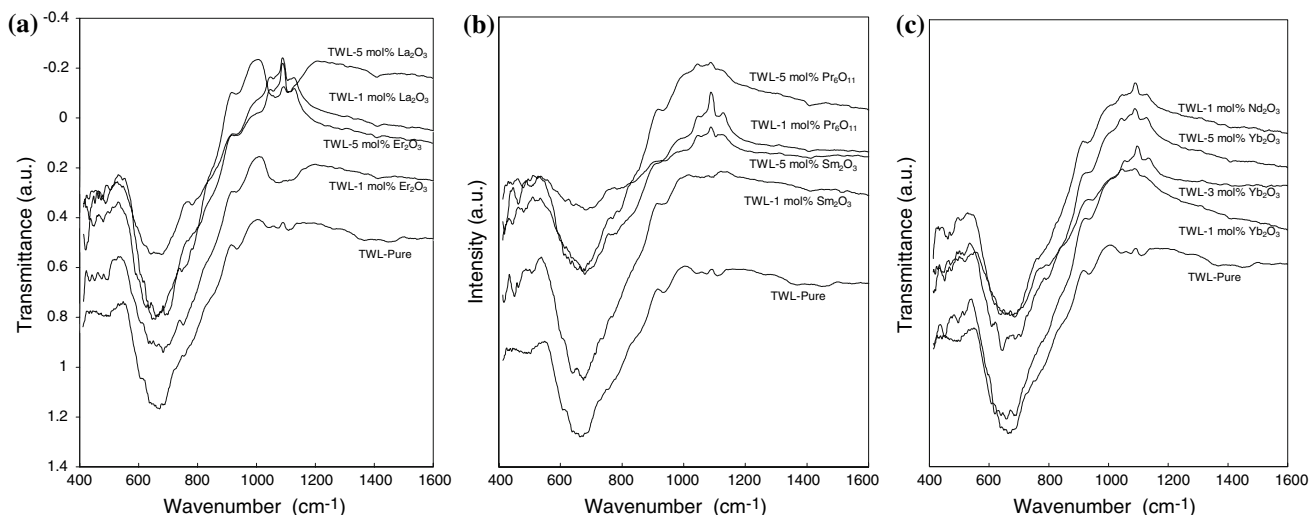 (a)
-0.4
-0.2
0
0.2
0.4
0.6
0.8
1
1.2
1.4
Transmittance (a.u.)
TWL-5 mol% La₂O₃
TWL-1 mol% La₂O₃
TWL-5 mol% Er₂O₃
TWL-1 mol% Er₂O₃
TWL-Pure
400 600 800 1000 1200 1400 1600
Wavenumber (cm⁻¹)
(b)
Intensity (a.u.)
TWL-5 mol% Pr₆O₁₁
TWL-1 mol% Pr₆O₁₁
TWL-5 mol% Sm₂O₃
TWL-1 mol% Sm₂O₃
TWL-Pure
400 600 800 1000 1200 1400 1600
Wavenumber (cm⁻¹)
(c)
Transmittance (a.u.)
TWL-1 mol% Nd₂O₃
TWL-5 mol% Yb₂O₃
TWL-3 mol% Yb₂O₃
TWL-1 mol% Yb₂O₃
TWL-Pure
400 600 800 1000 1200 1400 1600
Wavenumber (cm⁻¹)